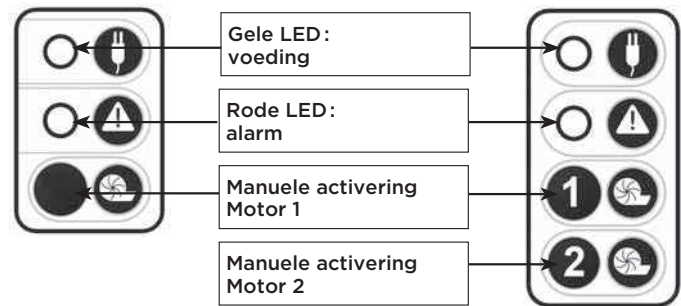 Gele LED:
voeding
Rode LED:
alarm
Manuele activering
Motor 1
1
Manuele activering
Motor 2
2